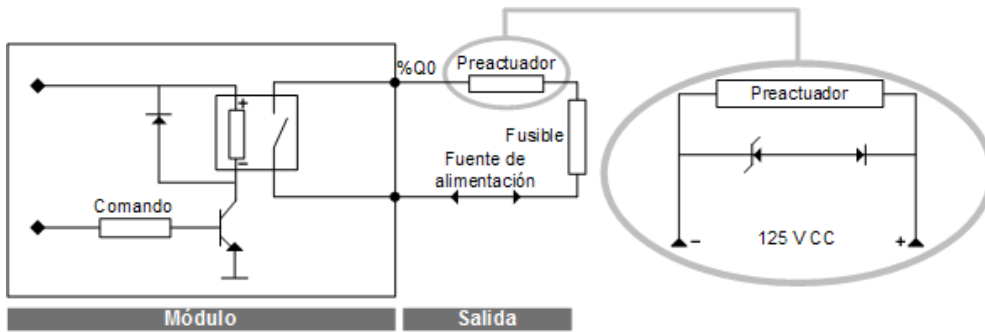 %Q0
Preactuador
Fusible
Fuente de
alimentación
+
−
Comando
Preactuador
− 125 VCC +
Módulo
Salida